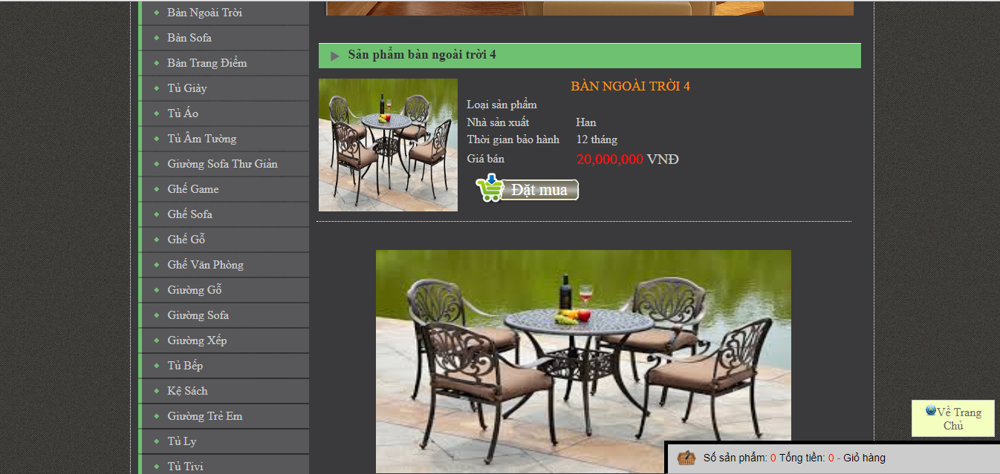 Bàn Ngoài Trời
Bàn Sofa
Bàn Trang Điểm
Tủ Giày
Tủ Áo
Tủ Âm Tường
Giường Sofa Thư Giản
Ghế Game
Ghế Sofa
Ghế Gỗ
Ghế Văn Phòng
Giường Gỗ
Giường Sofa
Giường Xếp
Tủ Bếp
Kệ Sách
Giường Trẻ Em
Tủ Ly
Tủ Tivi
Sản phẩm bàn ngoài trời 4
BÀN NGOÀI TRỜI 4
Loại sản phẩm
Nhà sản xuất Han
Thời gian bảo hành 12 tháng
Giá bán 20,000,000 VNĐ
Đặt mua
Về Trang
Chủ
Số sản phẩm: 0 Tổng tiền: 0 - Giỏ hàng